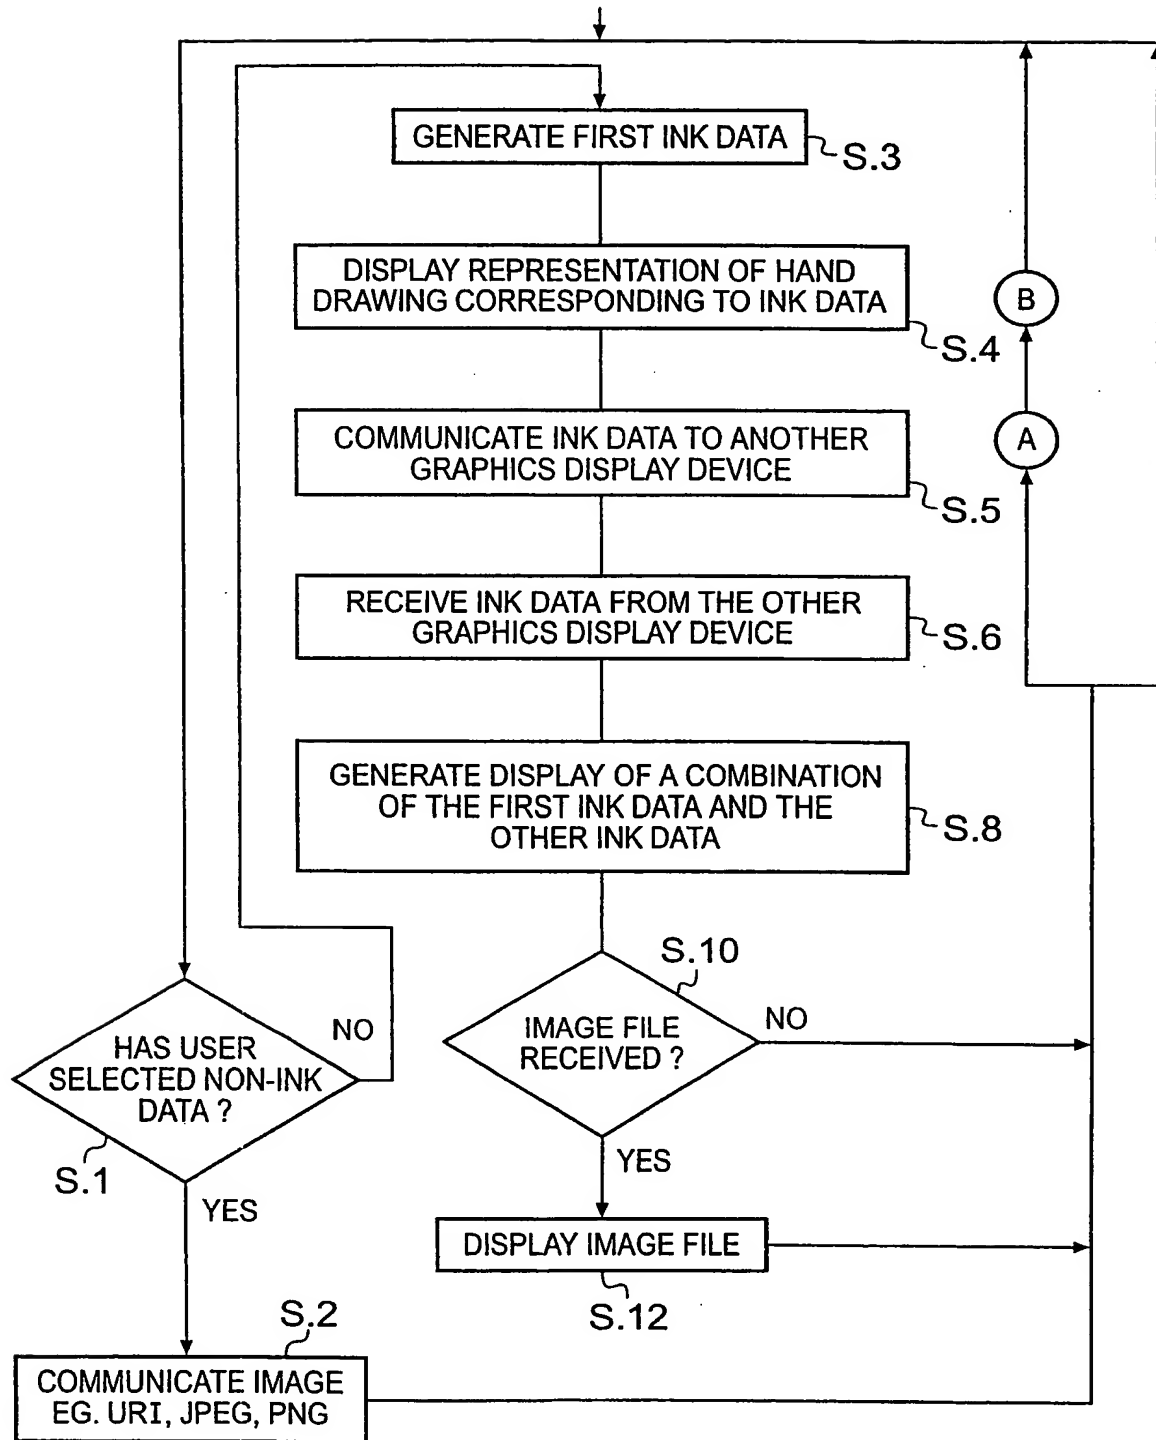 GENERATE FIRST INK DATA
S.3
DISPLAY REPRESENTATION OF HAND
DRAWING CORRESPONDING TO INK DATA
S.4
B
COMMUNICATE INK DATA TO ANOTHER
GRAPHICS DISPLAY DEVICE
S.5
A
RECEIVE INK DATA FROM THE OTHER
GRAPHICS DISPLAY DEVICE
S.6
GENERATE DISPLAY OF A COMBINATION
OF THE FIRST INK DATA AND THE
OTHER INK DATA
S.8
S.10
IMAGE FILE
RECEIVED ?
NO
YES
HAS USER
SELECTED NON-INK
DATA ?
NO
S.1
YES
DISPLAY IMAGE FILE
S.12
S.2
COMMUNICATE IMAGE
EG. URI, JPEG, PNG